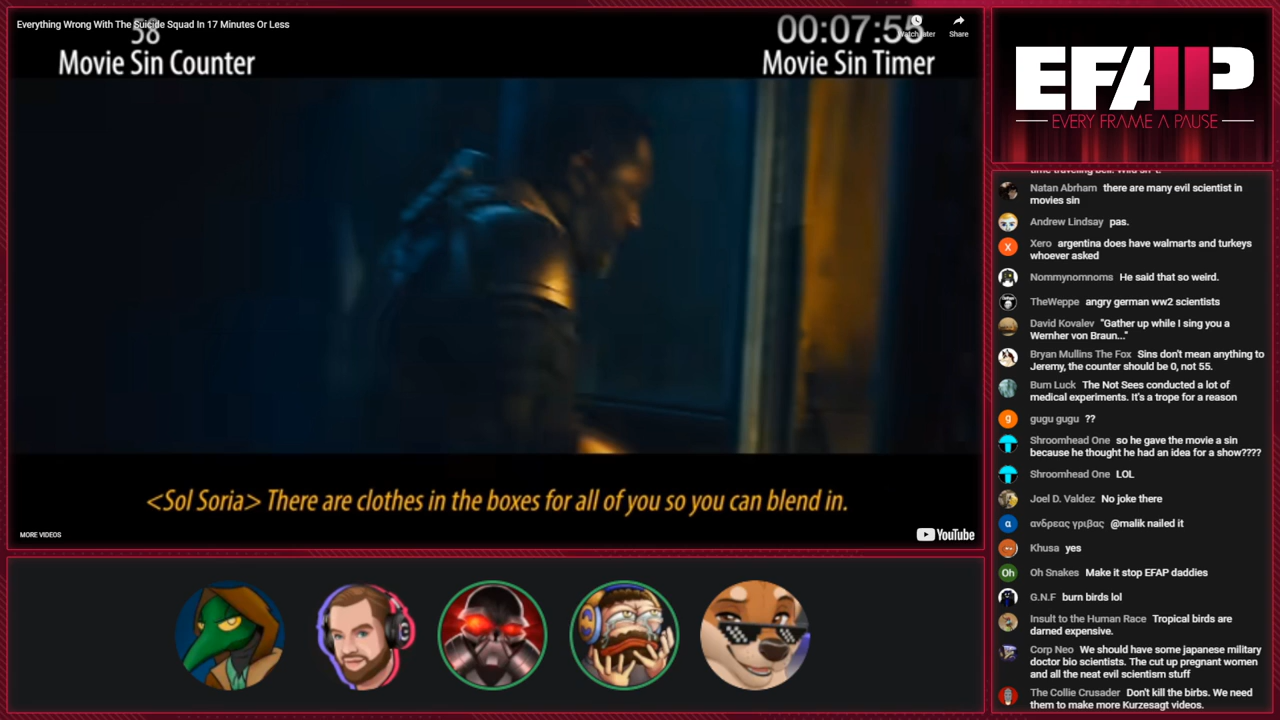 Everything Wrong With The Suicide Squad In 17 Minutes Or Less
58
Movie Sin Counter
00:07:55
Movie Sin Timer
Watch later
Share
<Sol Soria> There are clothes in the boxes for all of you so you can blend in.
MORE VIDEOS
YouTube
EFAP
EVERY FRAME A PAUSE
Natan Abrham there are many evil scientist in
movies sin
Andrew Lindsay pas.
X
Xero argentina does have walmarts and turkeys
whoever asked
Nommynomnoms He said that so weird.
TheWeppe angry german ww2 scientists
David Kovalev "Gather up while I sing you a
Wernher von Braun..."
Bryan Mullins The Fox Sins don't mean anything to
Jeremy, the counter should be 0, not 55.
Bum Luck The Not Sees conducted a lot of
medical experiments. It's a trope for a reason
g
gugu gugu ??
Shroomhead One so he gave the movie a sin
because he thought he had an idea for a show????
Shroomhead One LOL
Joel D. Valdez No joke there
α
ανδρεας γριβας @malik nailed it
Khusa yes
Oh
Oh Snakes Make it stop EFAP daddies
G.N.F burn birds lol
Insult to the Human Race Tropical birds are
darned expensive.
Corp Neo We should have some japanese military
doctor bio scientists. The cut up pregnant women
and all the neat evil scientism stuff
The Collie Crusader Don't kill the birbs. We need
them to make more Kurzesagt videos.